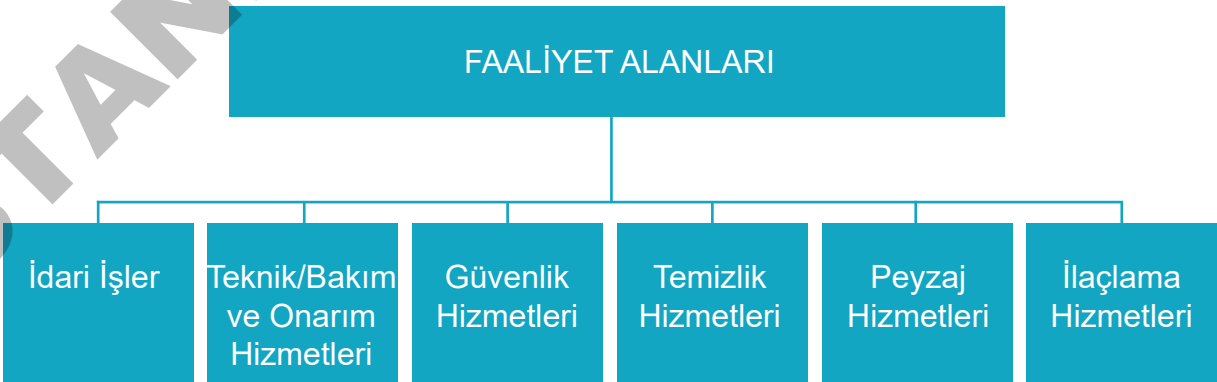 FAALİYET ALANLARI
İdari İşler
Teknik/Bakım
ve Onarım
Hizmetleri
Güvenlik
Hizmetleri
Temizlik
Hizmetleri
Peyzaj
Hizmetleri
İlaçlama
Hizmetleri